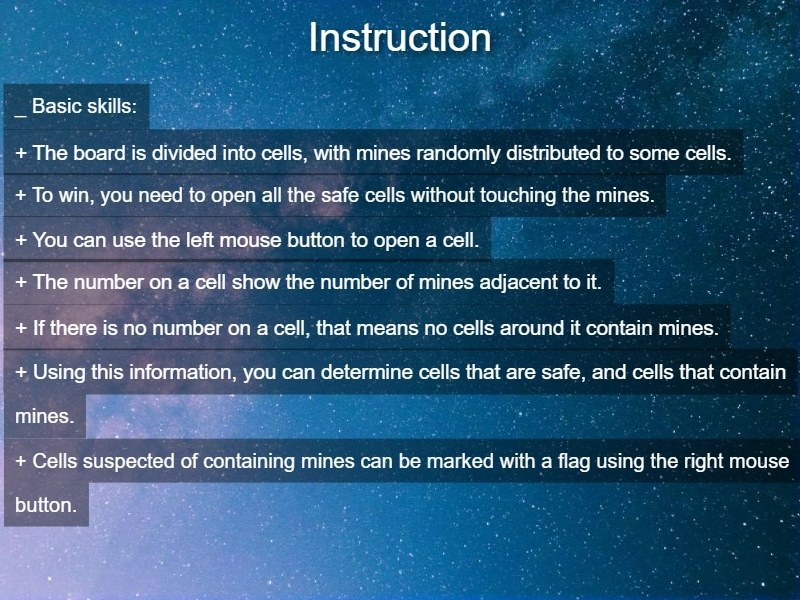 Instruction
_ Basic skills:
+ The board is divided into cells, with mines randomly distributed to some cells.
+ To win, you need to open all the safe cells without touching the mines.
+ You can use the left mouse button to open a cell.
+ The number on a cell show the number of mines adjacent to it.
+ If there is no number on a cell, that means no cells around it contain mines.
+ Using this information, you can determine cells that are safe, and cells that contain
mines.
+ Cells suspected of containing mines can be marked with a flag using the right mouse
button.